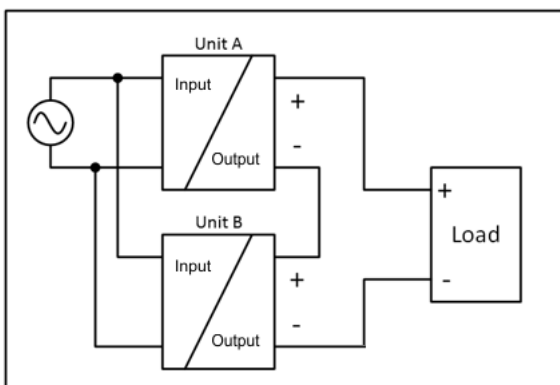 Unit A
Input
+
-
Output
Unit B
Input
+
-
Output
+
Load
-